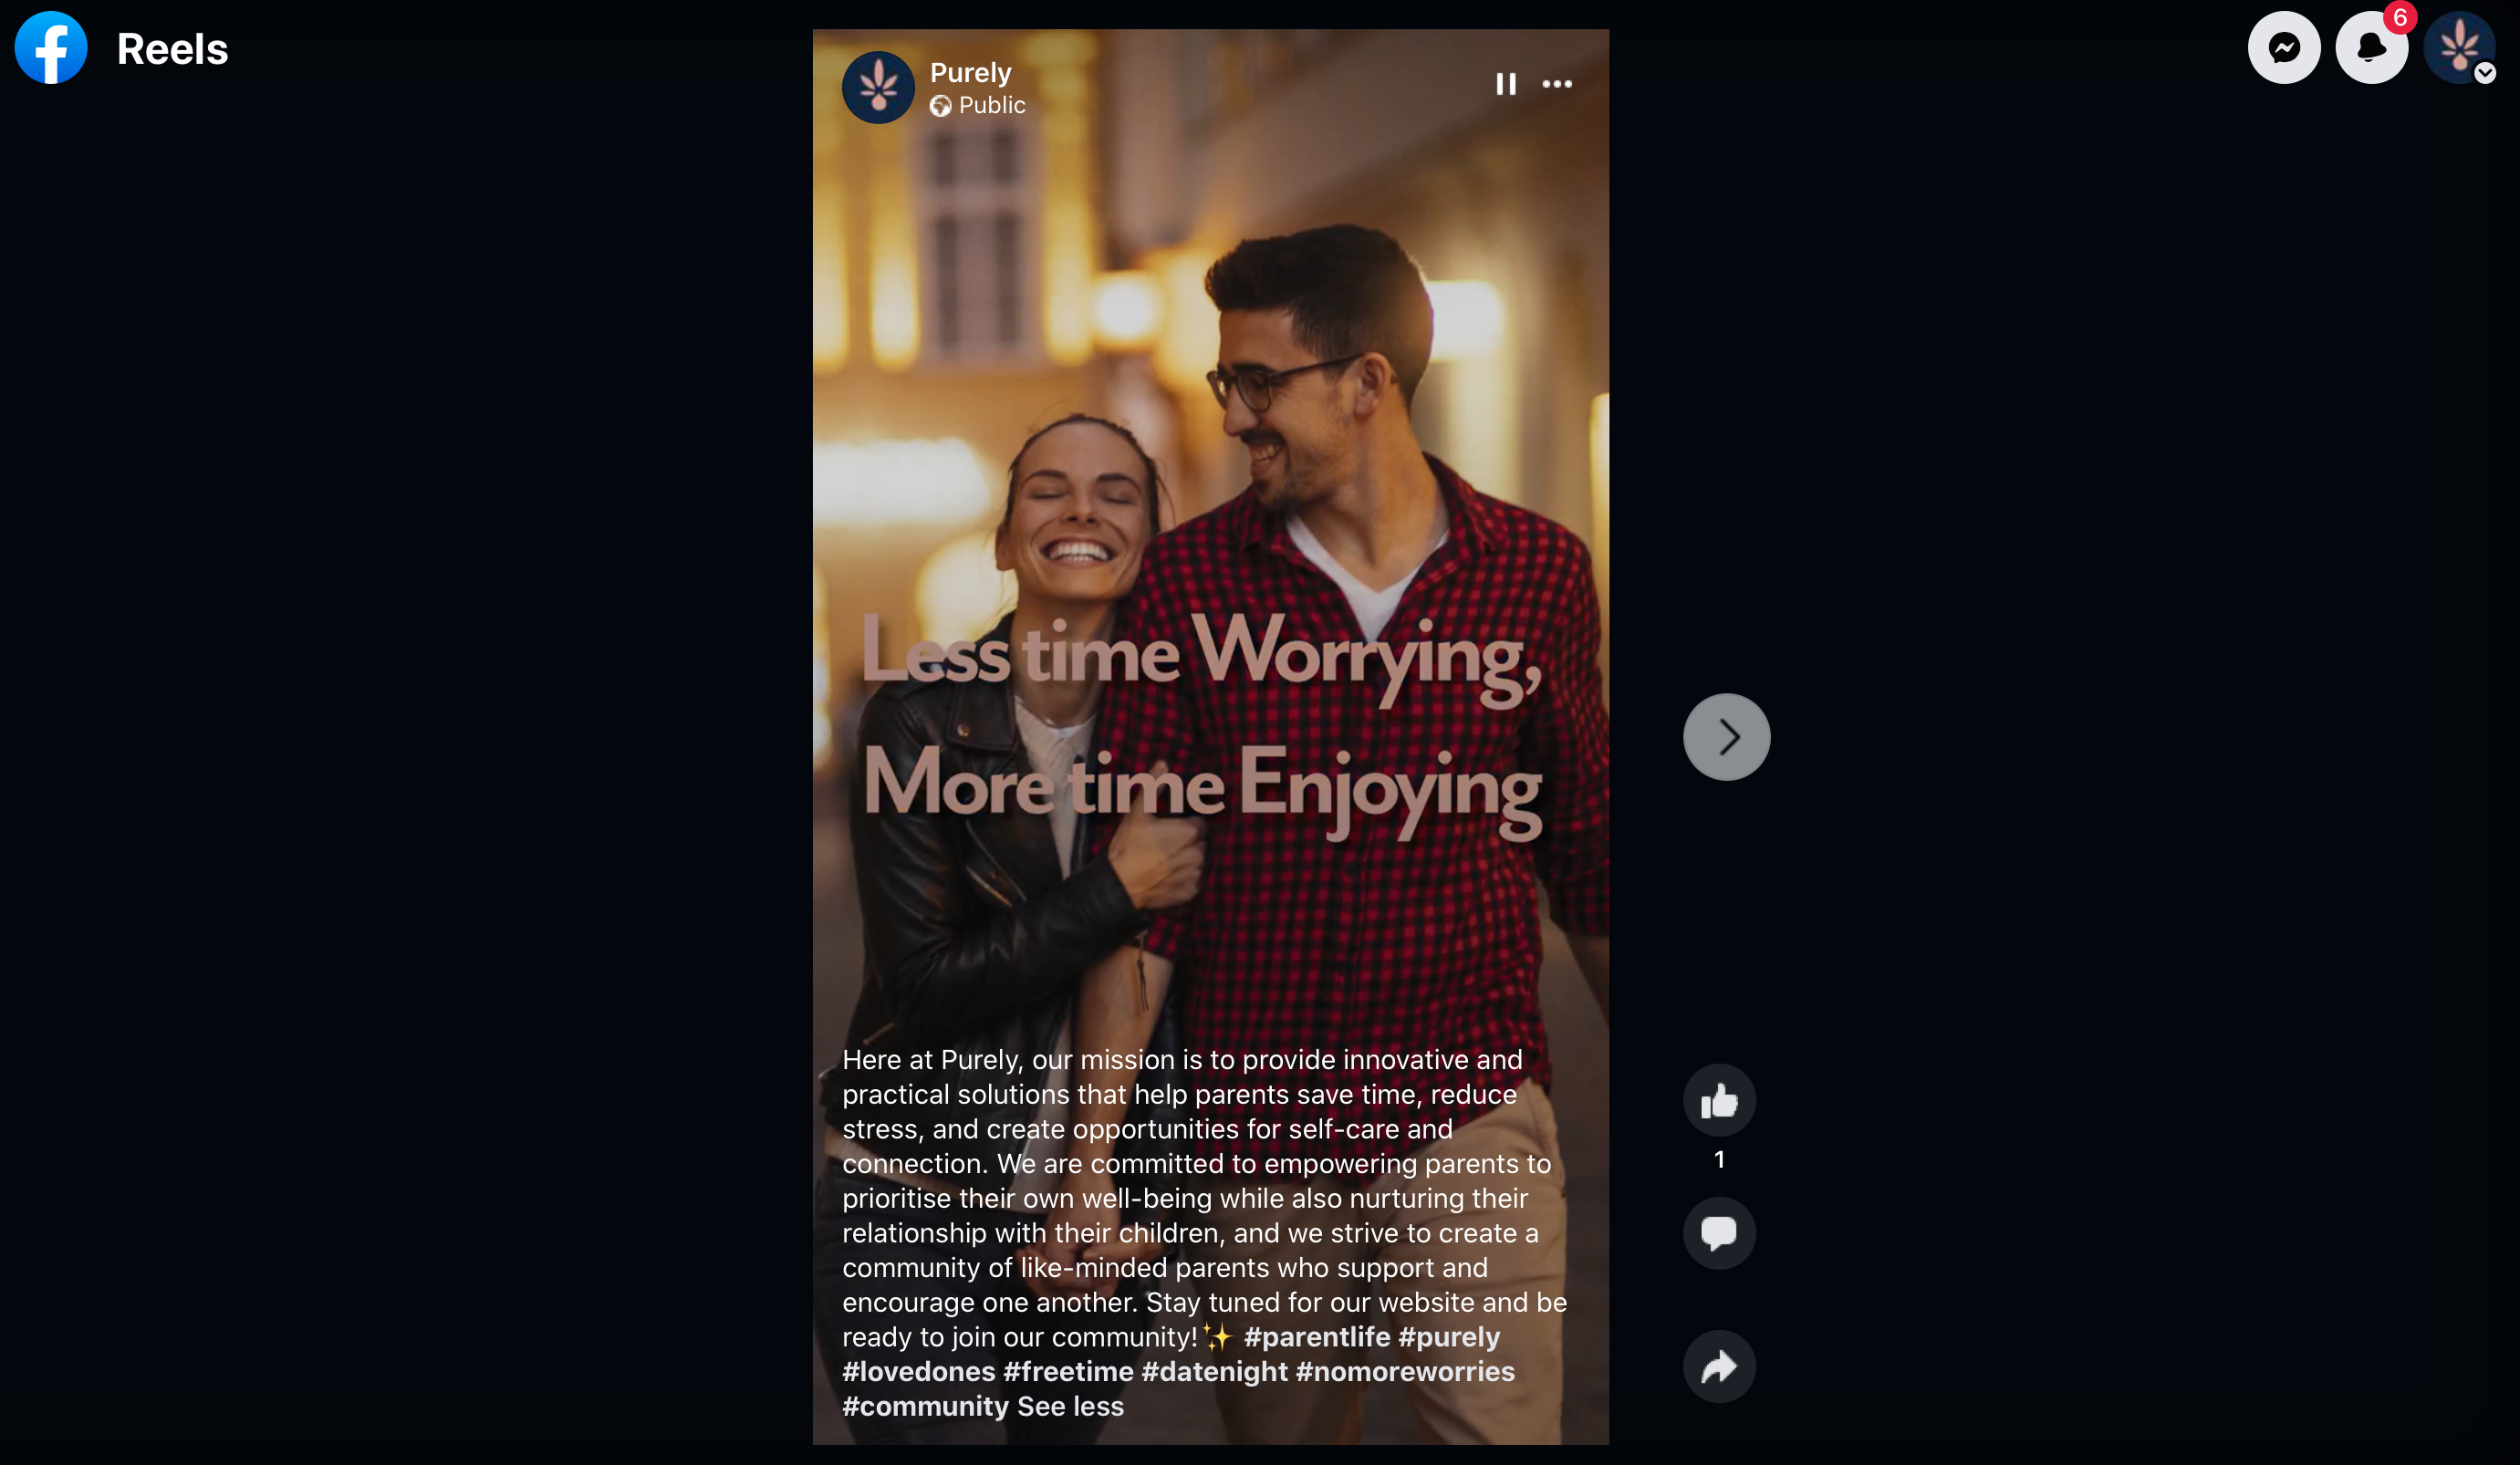 Reels
6
Purely
Public
Less time Worrying,
More time Enjoying
Here at Purely, our mission is to provide innovative and
practical solutions that help parents save time, reduce
stress, and create opportunities for self-care and
connection. We are committed to empowering parents to
prioritise their own well-being while also nurturing their
relationship with their children, and we strive to create a
community of like-minded parents who support and
encourage one another. Stay tuned for our website and be
ready to join our community!✨ #parentlife #purely
#lovedones #freetime #datenight #nomoreworries
#community See less
1